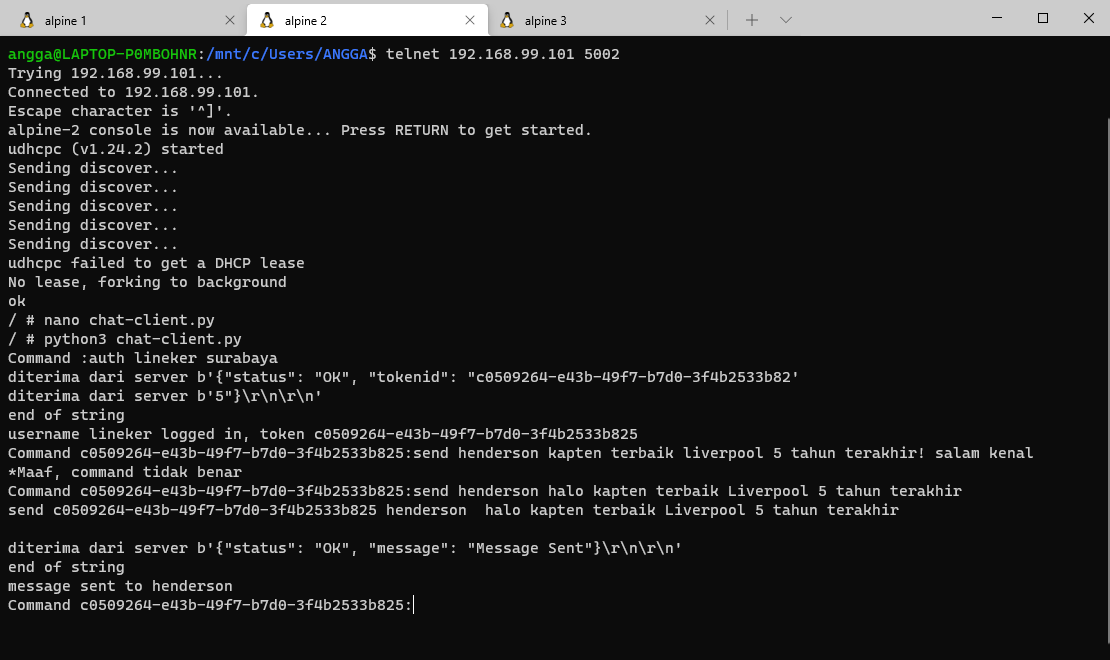 alpine 1 alpine 2 alpine 3
angga@LAPTOP-P0MBOHNR:/mnt/c/Users/ANGGA$ telnet 192.168.99.101 5002
Trying 192.168.99.101...
Connected to 192.168.99.101.
Escape character is '^]'.
alpine-2 console is now available... Press RETURN to get started.
udhcpc (v1.24.2) started
Sending discover...
Sending discover...
Sending discover...
Sending discover...
Sending discover...
udhcpc failed to get a DHCP lease
No lease, forking to background
ok
/ # nano chat-client.py
/ # python3 chat-client.py
Command :auth lineker surabaya
diterima dari server b'{"status": "OK", "tokenid": "c0509264-e43b-49f7-b7d0-3f4b2533b82'
diterima dari server b'5"}\r\n\r\n'
end of string
username lineker logged in, token c0509264-e43b-49f7-b7d0-3f4b2533b825
Command c0509264-e43b-49f7-b7d0-3f4b2533b825:send henderson kapten terbaik liverpool 5 tahun terakhir! salam kenal
*Maaf, command tidak benar
Command c0509264-e43b-49f7-b7d0-3f4b2533b825:send henderson halo kapten terbaik Liverpool 5 tahun terakhir
send c0509264-e43b-49f7-b7d0-3f4b2533b825 henderson  halo kapten terbaik Liverpool 5 tahun terakhir
diterima dari server b'{"status": "OK", "message": "Message Sent"}\r\n\r\n'
end of string
message sent to henderson
Command c0509264-e43b-49f7-b7d0-3f4b2533b825: